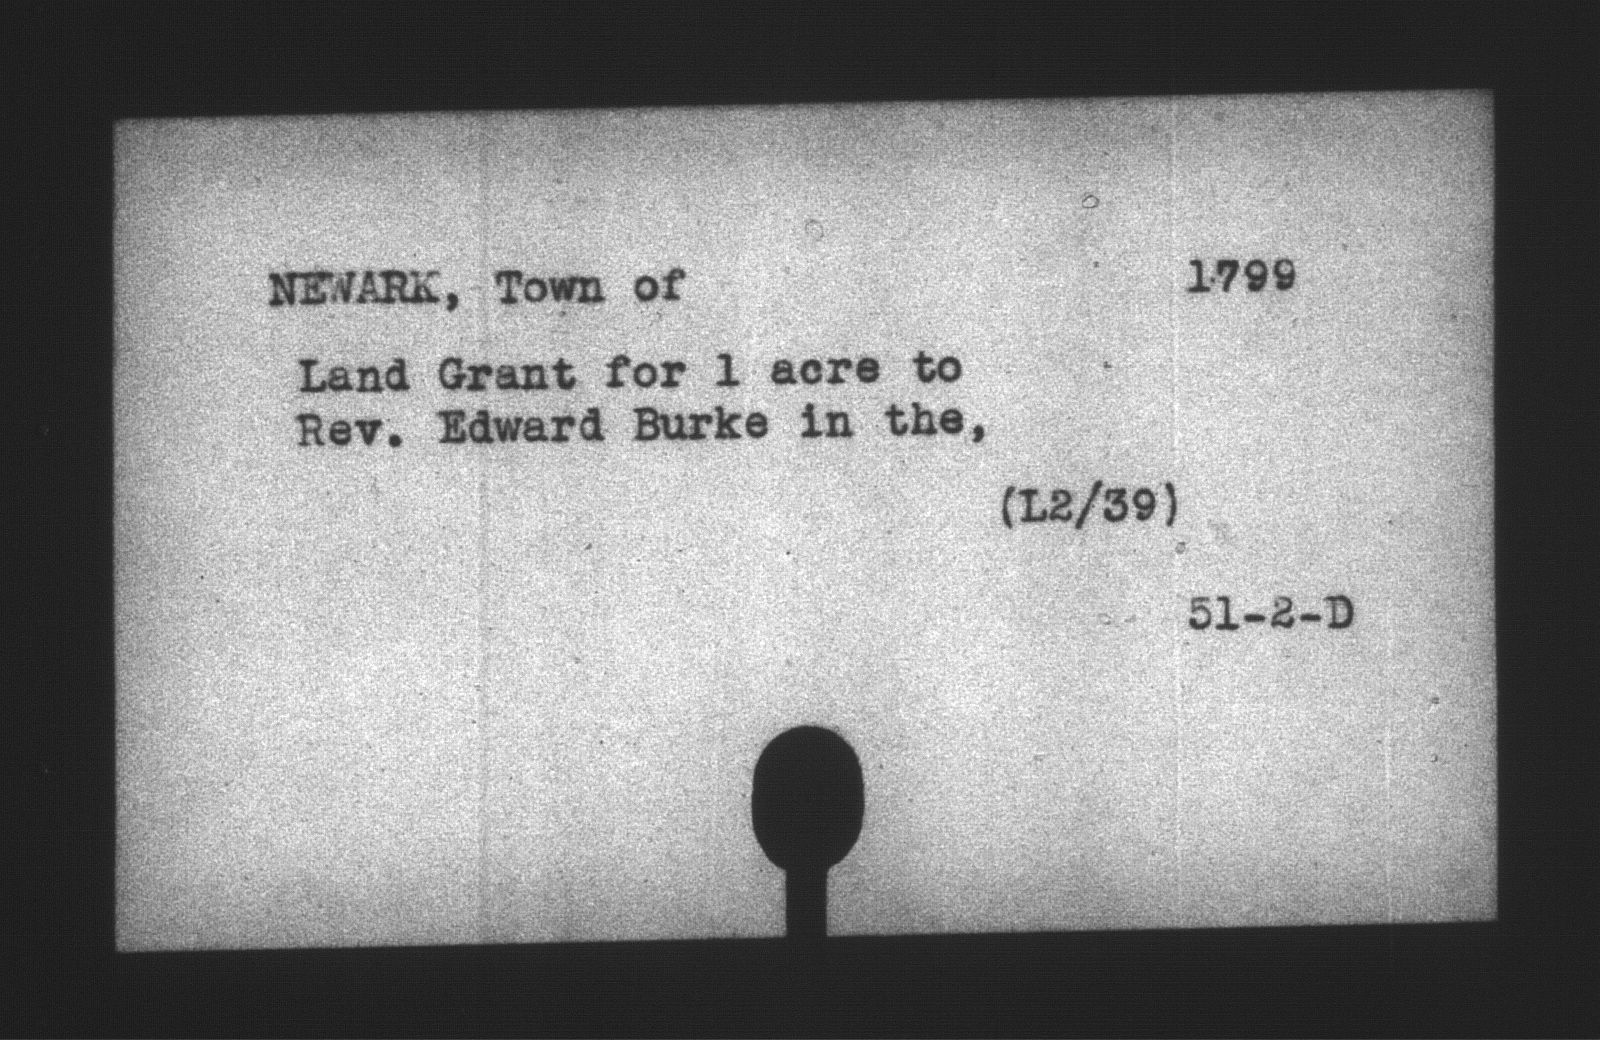 NEWARK, Town of 1799
Land Grant for 1 acre to
Rev. Edward Burke in the,
(L2/39)
51-2-D